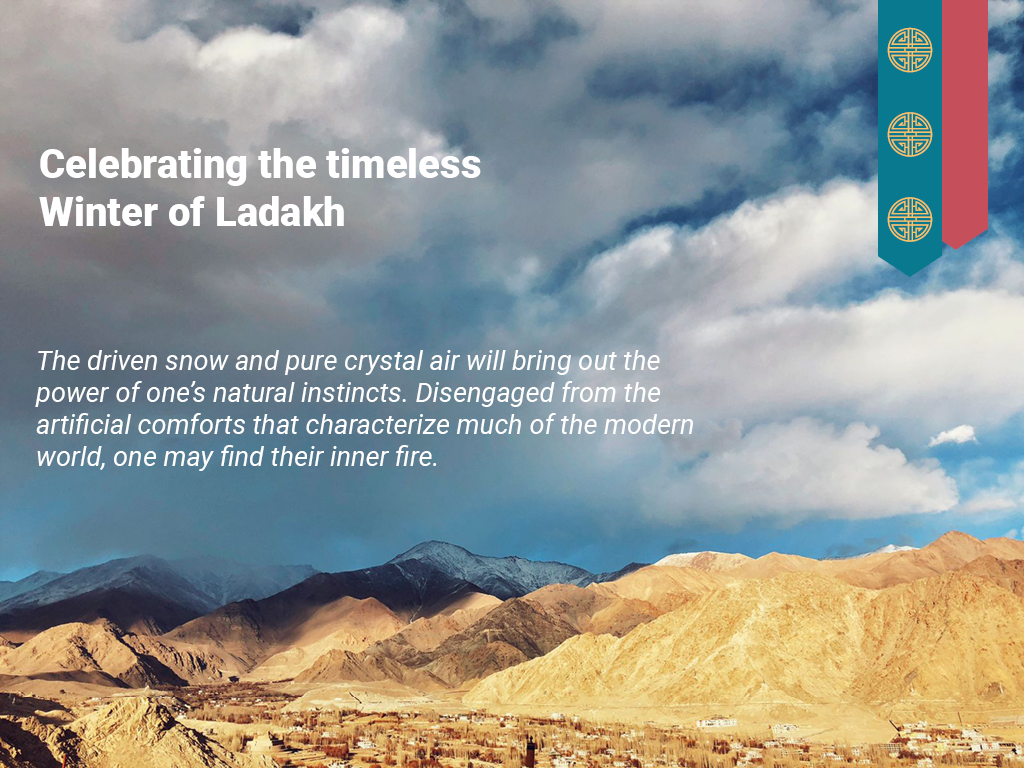 Celebrating the timeless
Winter of Ladakh
The driven snow and pure crystal air will bring out the
power of one’s natural instincts. Disengaged from the
artificial comforts that characterize much of the modern
world, one may find their inner fire.